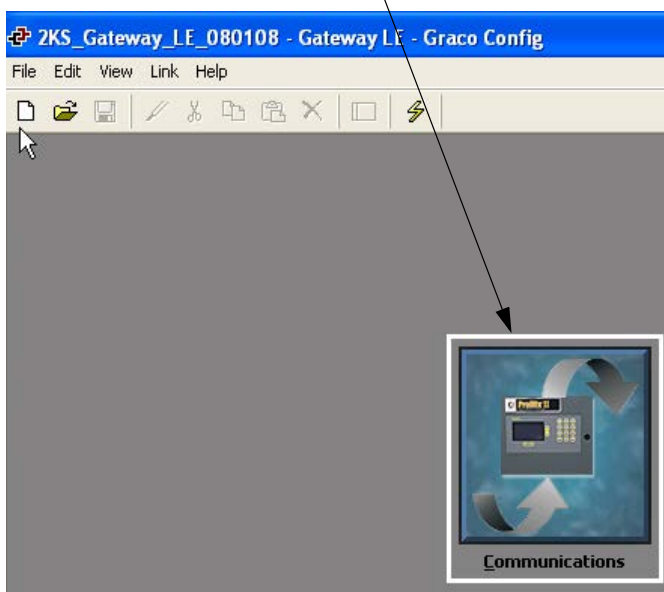 2KS_Gateway_LE_080108 - Gateway LE - Graco Config
File Edit View Link Help
ProMix II
Communications